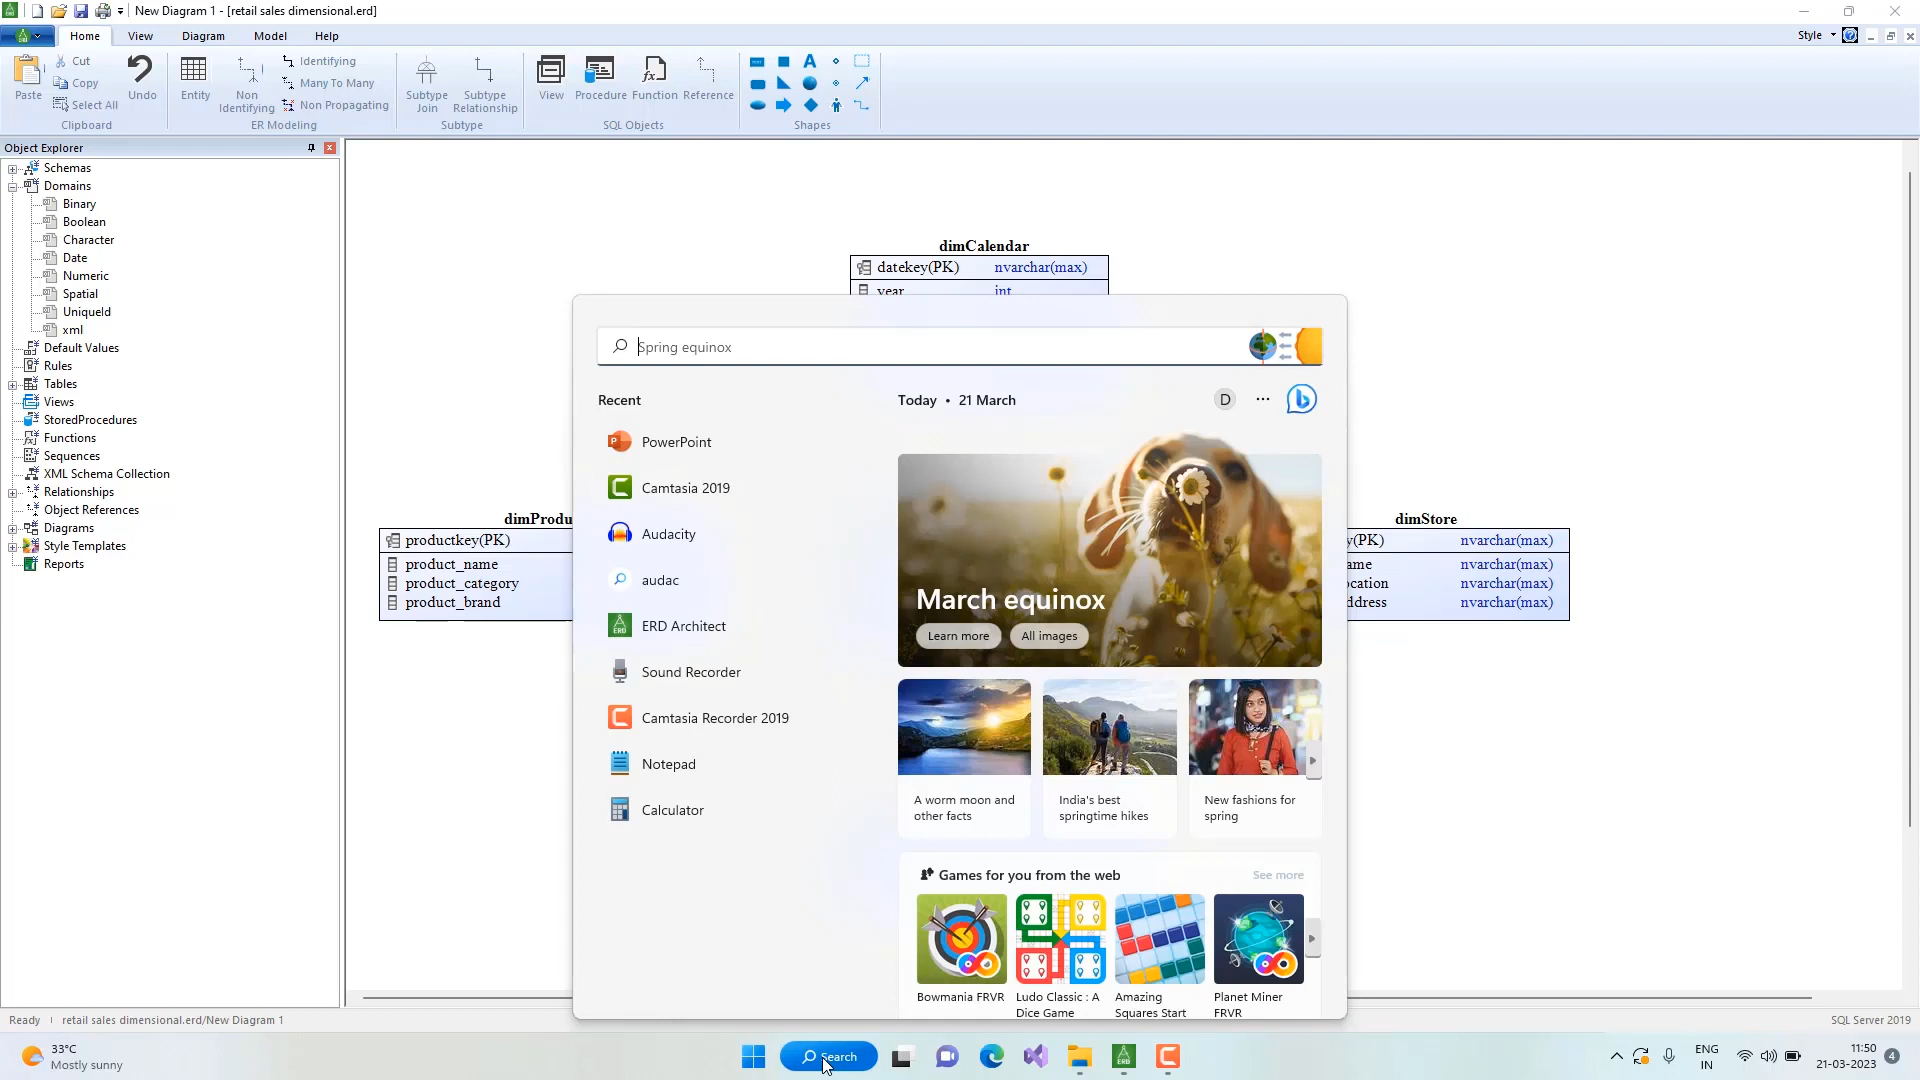 New Diagram 1 - [retail sales dimensional.erd]
Home View Diagram Model Help Style
Paste
Cut
Copy
Select All
Undo
Clipboard
Entity
Non Identifying
Identifying
Many To Many
Non Propagating
ER Modeling
Subtype Join
Subtype Relationship
Subtype
View
Procedure
Function
Reference
SQL Objects
Shapes
Object Explorer
Schemas
Domains
Binary
Boolean
Character
Date
Numeric
Spatial
UniqueId
xml
Default Values
Rules
Tables
Views
StoredProcedures
Functions
Sequences
XML Schema Collection
Relationships
Object References
Diagrams
Style Templates
Reports
dimCalendar
datekey(PK) nvarchar(max)
year int
dimProdu
productkey(PK)
product_name
product_category
product_brand
dimStore
y(PK) nvarchar(max)
ame nvarchar(max)
ocation nvarchar(max)
ddress nvarchar(max)
Spring equinox
Recent
PowerPoint
Camtasia 2019
Audacity
audac
ERD Architect
Sound Recorder
Camtasia Recorder 2019
Notepad
Calculator
Today • 21 March
D
March equinox
Learn more All images
A worm moon and
other facts
India's best
springtime hikes
New fashions for
spring
Games for you from the web See more
Bowmania FRVR
Ludo Classic : A
Dice Game
Amazing
Squares Start
Planet Miner
FRVR
Ready retail sales dimensional.erd/New Diagram 1 SQL Server 2019
33°C
Mostly sunny
Search
ENG
IN
11:50
21-03-2023
4